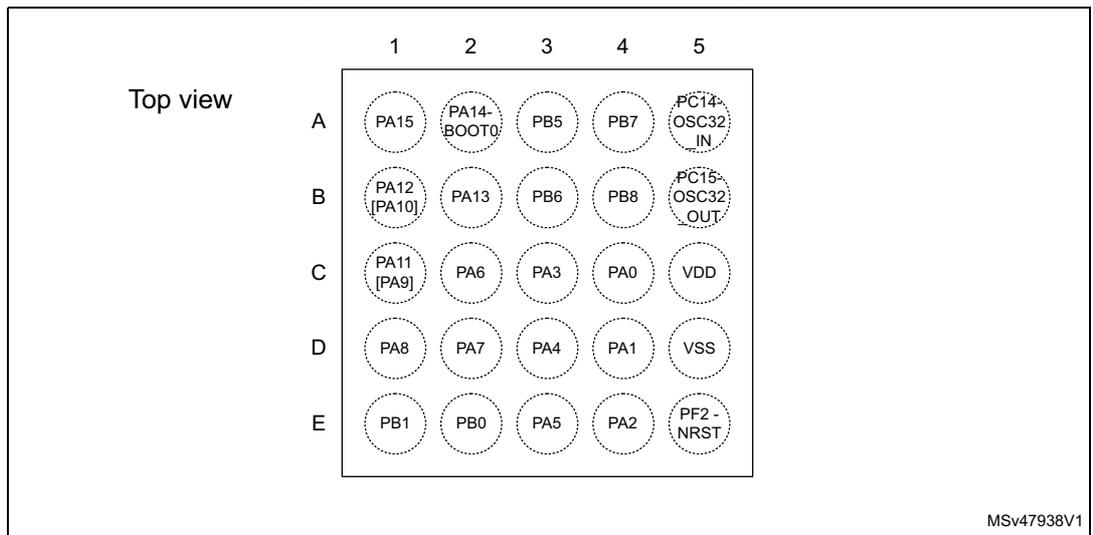 1 2 3 4 5
Top view
A PA15 PA14- PB5 PB7 PC14-
BOOT0 OSC32
_IN
B PA12 PA13 PB6 PB8 PC15-
[PA10] OSC32
_OUT
C PA11 PA6 PA3 PA0 VDD
[PA9]
D PA8 PA7 PA4 PA1 VSS
E PB1 PB0 PA5 PA2 PF2 -
NRST
MSv47938V1